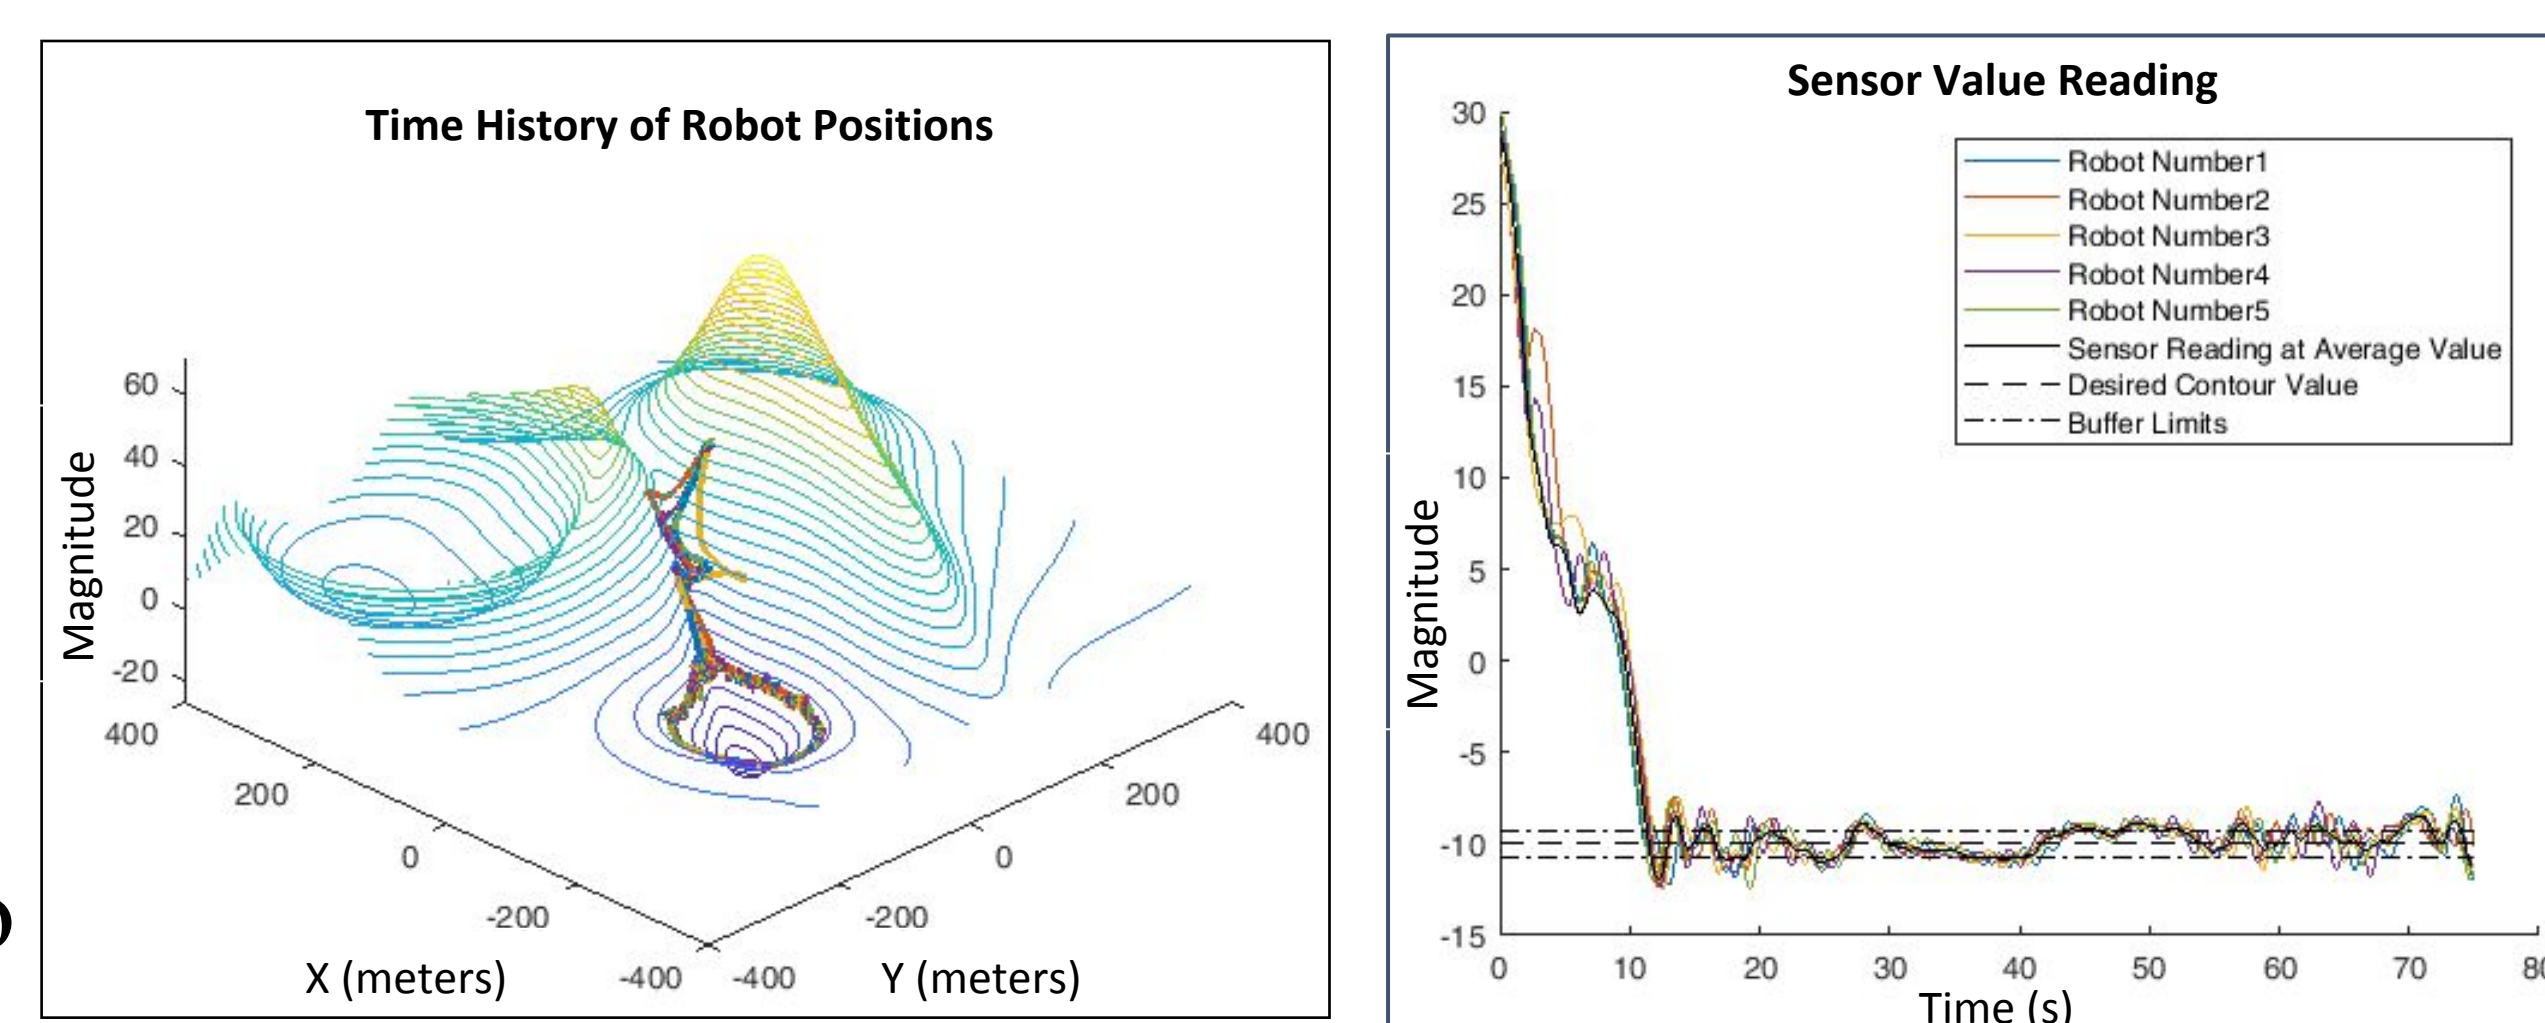 Time History of Robot Positions
Magnitude
60
40
20
0
-20
400
200
0
-200
-400
X (meters)
-400
-200
0
200
400
Y (meters)
Sensor Value Reading
Magnitude
30
25
20
15
10
5
0
-5
-10
-15
Robot Number1
Robot Number2
Robot Number3
Robot Number4
Robot Number5
Sensor Reading at Average Value
Desired Contour Value
Buffer Limits
0
10
20
30
40
50
60
70
Time (s)